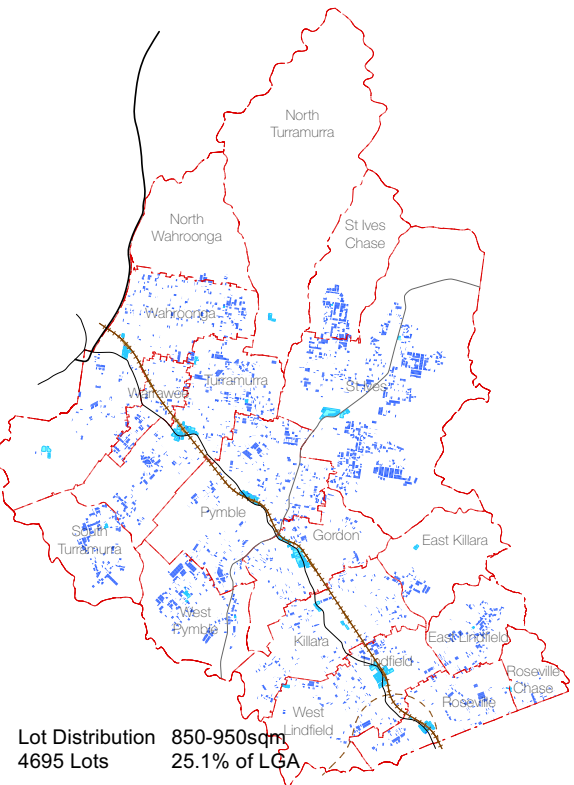 North
Turramurra
North
Wahroonga
St Ives
Chase
Wahroonga
Turramurra
St Ives
Warrawee
Pymble
Gordon
East Killara
South
Turramurra
West
Pymble
Killara
East Lindfield
Lindfield
Roseville
Chase
Roseville
West
Lindfield
Lot Distribution 850-950sqm
4695 Lots 25.1% of LGA